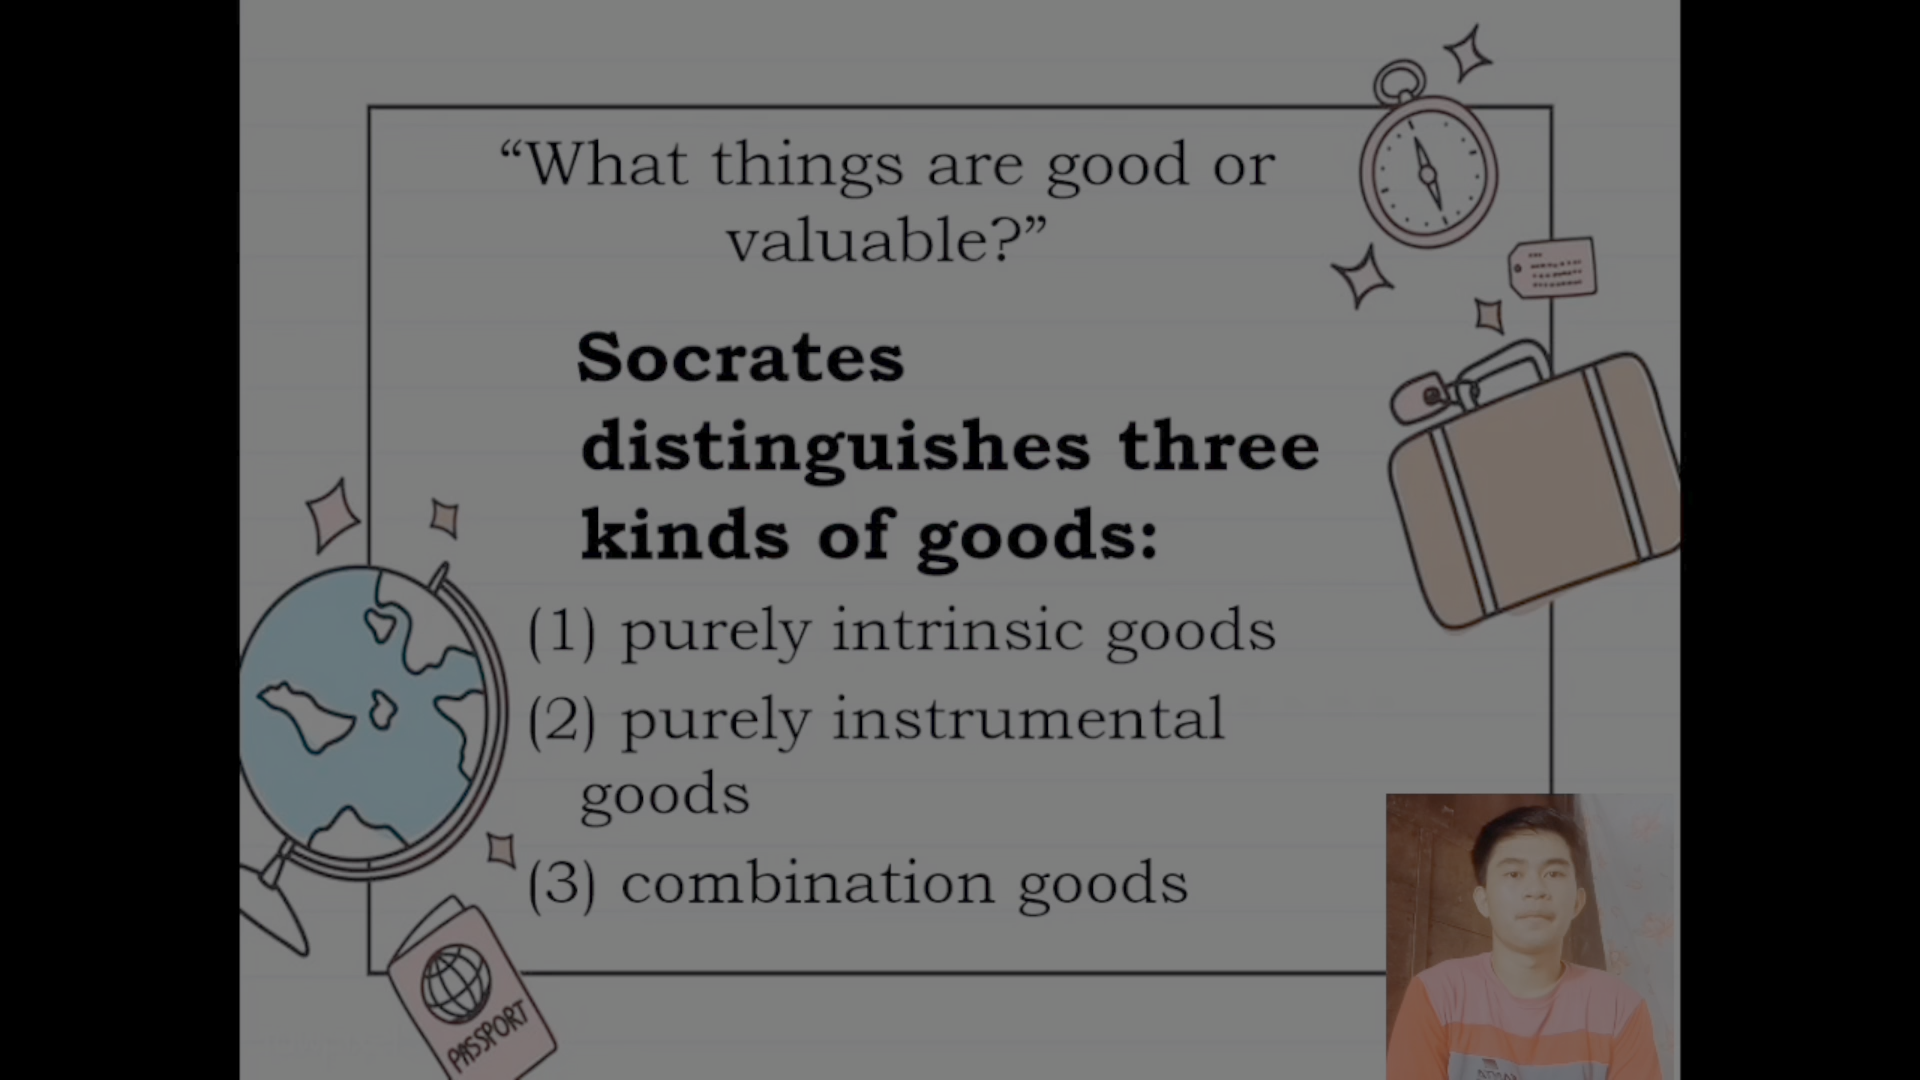 “What things are good or
valuable?”
Socrates
distinguishes three
kinds of goods:
(1) purely intrinsic goods
(2) purely instrumental
goods
(3) combination goods
PASSPORT